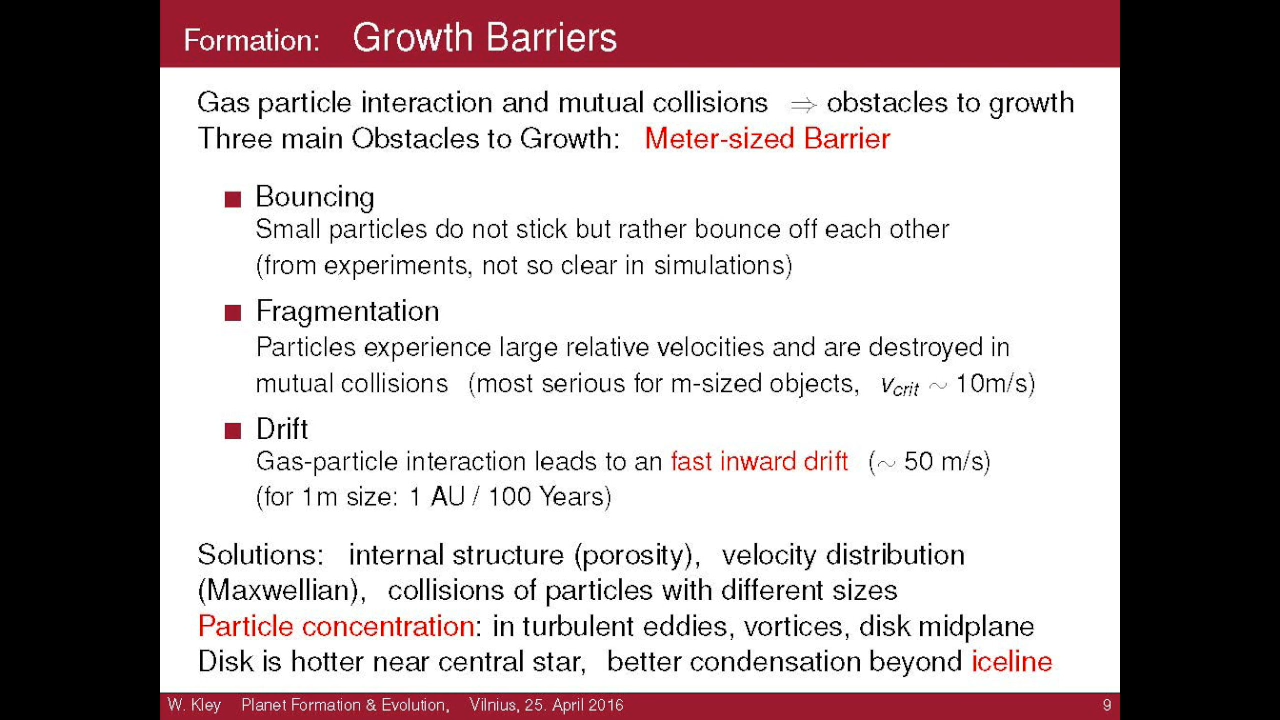 Formation: Growth Barriers
Gas particle interaction and mutual collisions ⇒ obstacles to growth
Three main Obstacles to Growth: Meter-sized Barrier
Bouncing
Small particles do not stick but rather bounce off each other
(from experiments, not so clear in simulations)
Fragmentation
Particles experience large relative velocities and are destroyed in
mutual collisions (most serious for m-sized objects, vcrit ∼ 10m/s)
Drift
Gas-particle interaction leads to an fast inward drift (∼ 50 m/s)
(for 1m size: 1 AU / 100 Years)
Solutions: internal structure (porosity), velocity distribution
(Maxwellian), collisions of particles with different sizes
Particle concentration: in turbulent eddies, vortices, disk midplane
Disk is hotter near central star, better condensation beyond iceline
W. Kley Planet Formation & Evolution, Vilnius, 25. April 2016 9